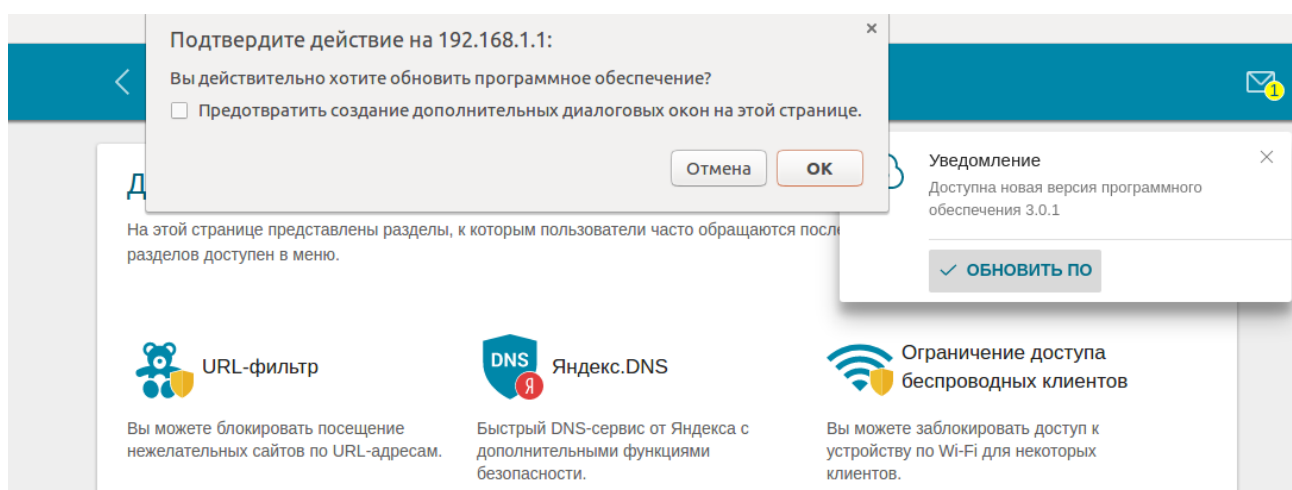 Подтвердите действие на 192.168.1.1:
×
Вы действительно хотите обновить программное обеспечение?
Предотвратить создание дополнительных диалоговых окон на этой странице.
Отмена
ОК
1
Уведомление
Доступна новая версия программного
обеспечения 3.0.1
ОБНОВИТЬ ПО
На этой странице представлены разделы, к которым пользователи часто обращаются
разделов доступен в меню.
URL-фильтр
Вы можете блокировать посещение
нежелательных сайтов по URL-адресам.
DNS
Я
Яндекс.DNS
Быстрый DNS-сервис от Яндекса с
дополнительными функциями
безопасности.
Ограничение доступа
беспроводных клиентов
Вы можете заблокировать доступ к
устройству по Wi-Fi для некоторых
клиентов.